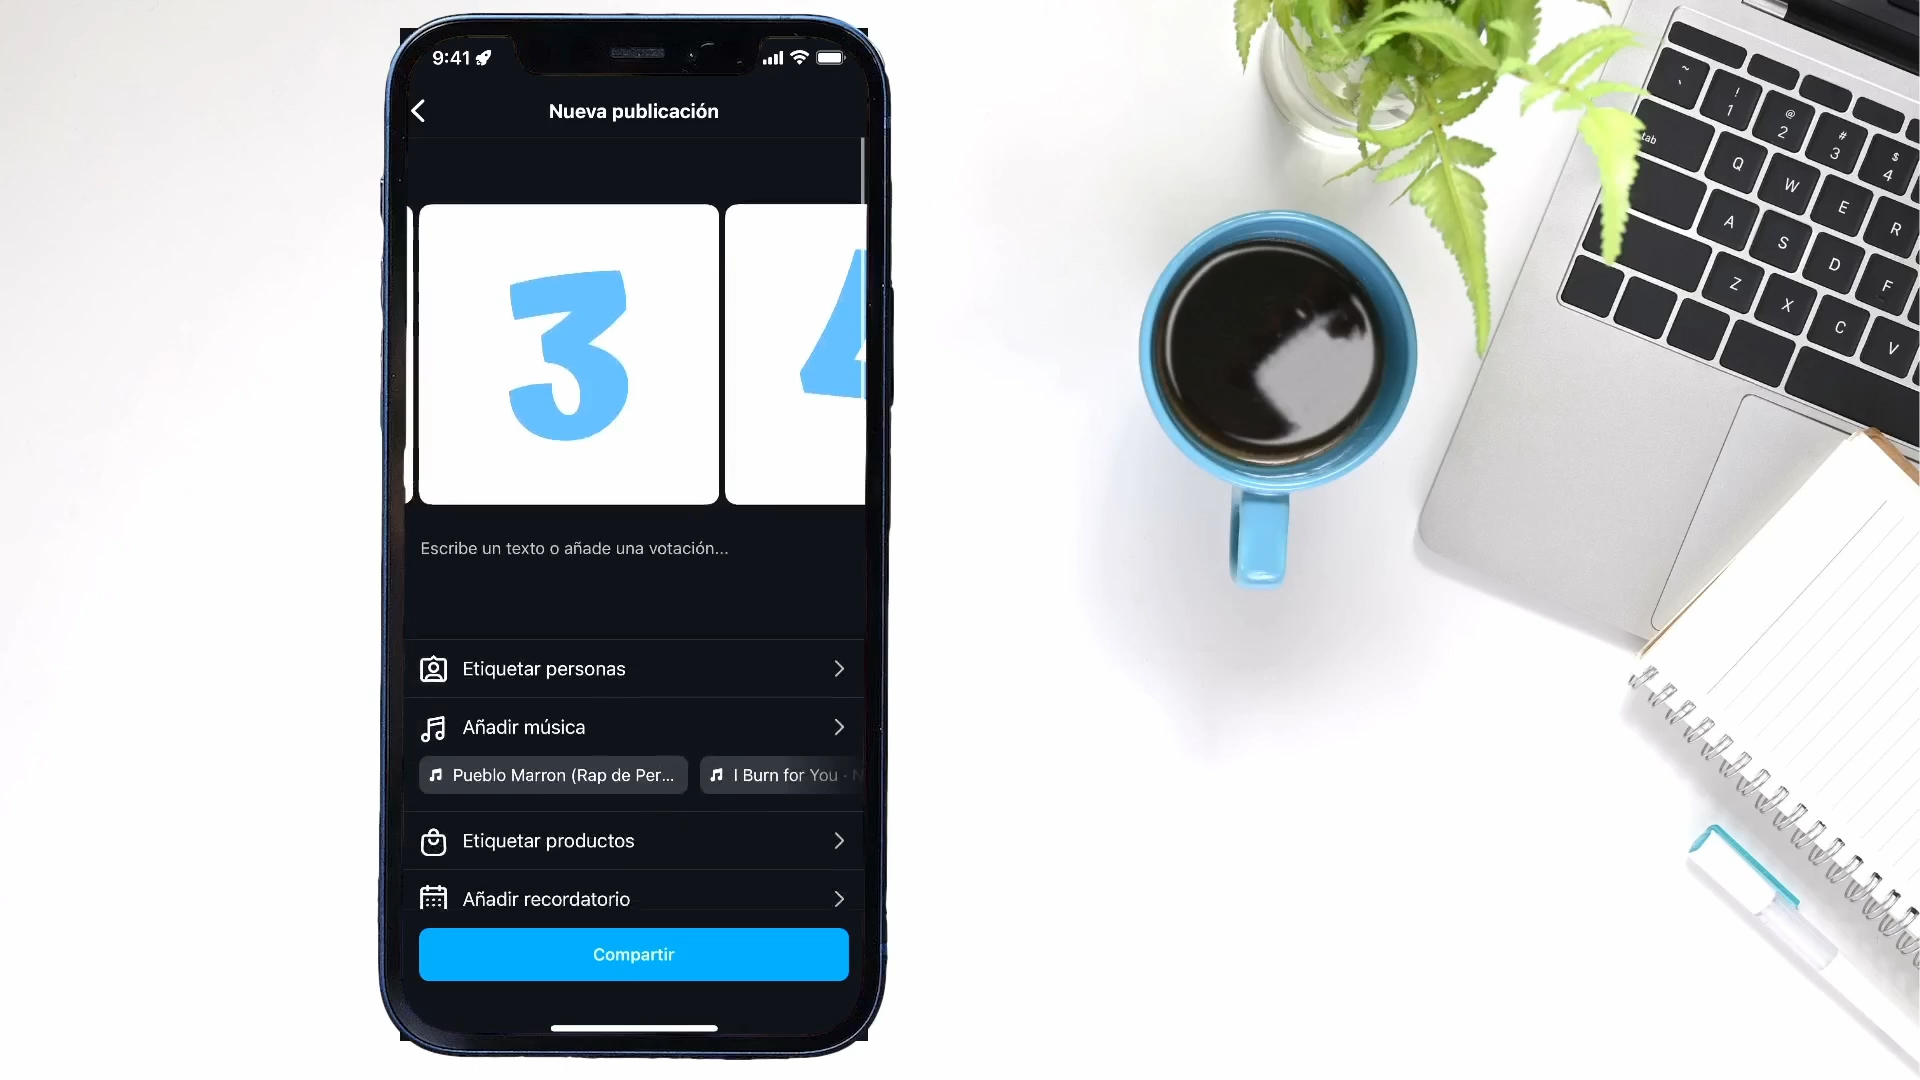 9:41
Nueva publicación
3
4
Escribe un texto o añade una votación...
Etiquetar personas
Añadir música
Pueblo Marron (Rap de Per...
I Burn for You · N
Etiquetar productos
Añadir recordatorio
Compartir
~
`
!
1
@
2
#
3
$
4
tab
Q
W
E
R
A
S
D
F
Z
X
C
V